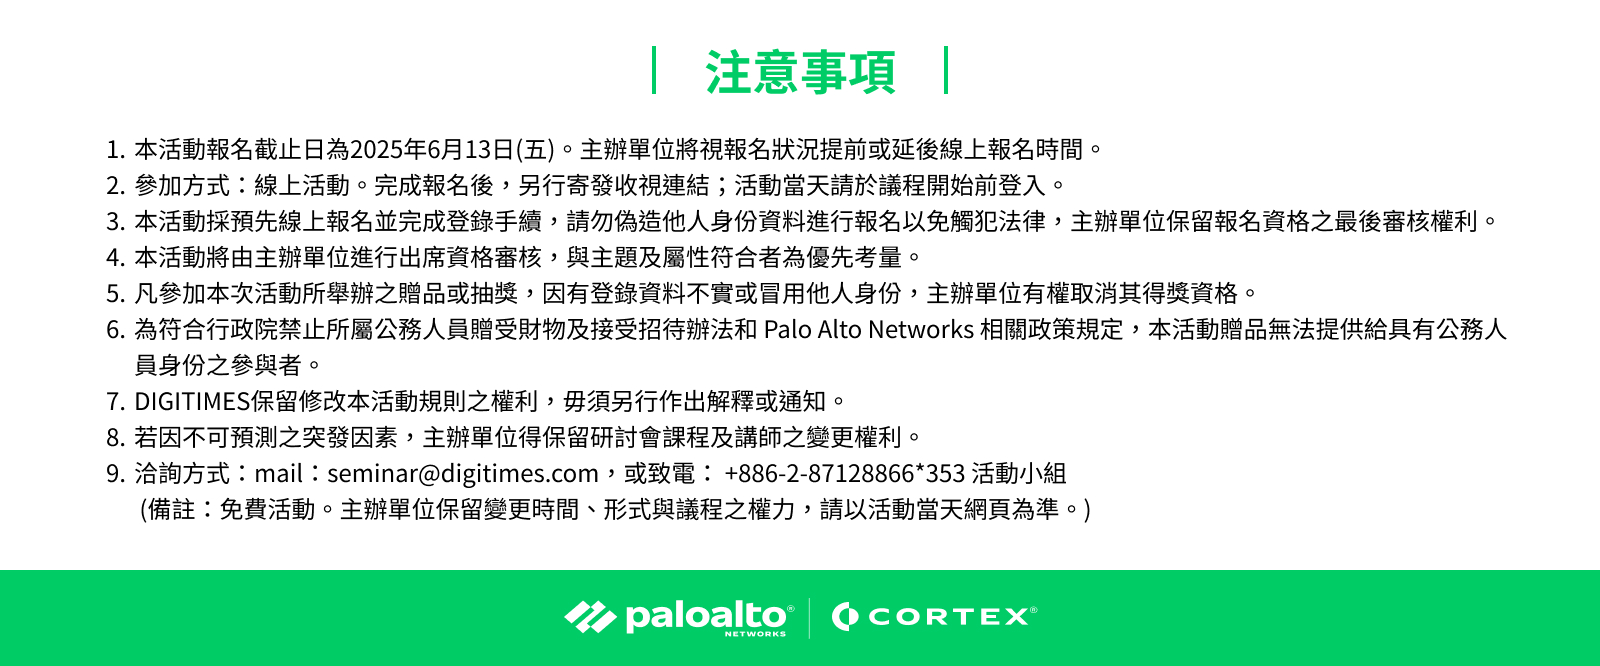 注意事項
1. 本活動報名截止日為2025年6月13日(五)。主辦單位將視報名狀況提前或延後線上報名時間。
2. 參加方式：線上活動。完成報名後，另行寄發收視連結；活動當天請於議程開始前登入。
3. 本活動採預先線上報名並完成登錄手續，請勿偽造他人身份資料進行報名以免觸犯法律，主辦單位保留報名資格之最後審核權利。
4. 本活動將由主辦單位進行出席資格審核，與主題及屬性符合者為優先考量。
5. 凡參加本次活動所舉辦之贈品或抽獎，因有登錄資料不實或冒用他人身份，主辦單位有權取消其得獎資格。
6. 為符合行政院禁止所屬公務人員贈受財物及接受招待辦法和 Palo Alto Networks 相關政策規定，本活動贈品無法提供給具有公務人
員身份之參與者。
7. DIGITIMES保留修改本活動規則之權利，毋須另行作出解釋或通知。
8. 若因不可預測之突發因素，主辦單位得保留研討會課程及講師之變更權利。
9. 洽詢方式：mail：seminar@digitimes.com，或致電： +886-2-87128866*353 活動小組
(備註：免費活動。主辦單位保留變更時間、形式與議程之權力，請以活動當天網頁為準。)
paloalto® NETWORKS CORTEX®